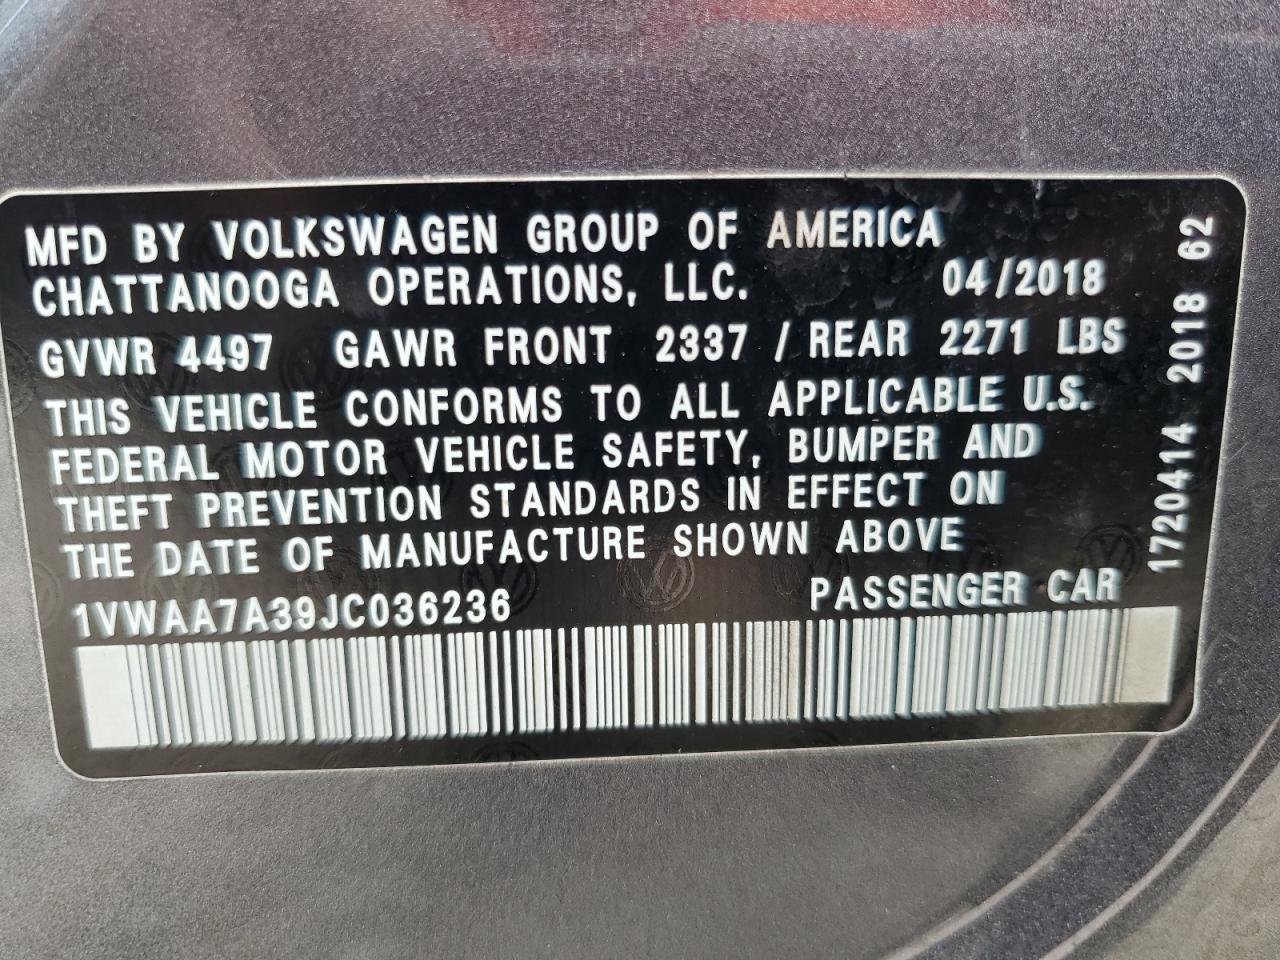 MFD BY VOLKSWAGEN GROUP OF AMERICA
CHATTANOOGA OPERATIONS, LLC. 04/2018
GVWR 4497 GAWR FRONT 2337 / REAR 2271 LBS
THIS VEHICLE CONFORMS TO ALL APPLICABLE U.S.
FEDERAL MOTOR VEHICLE SAFETY, BUMPER AND
THEFT PREVENTION STANDARDS IN EFFECT ON
THE DATE OF MANUFACTURE SHOWN ABOVE
1VWAA7A39JC036236 PASSENGER CAR
1720414 2018 62